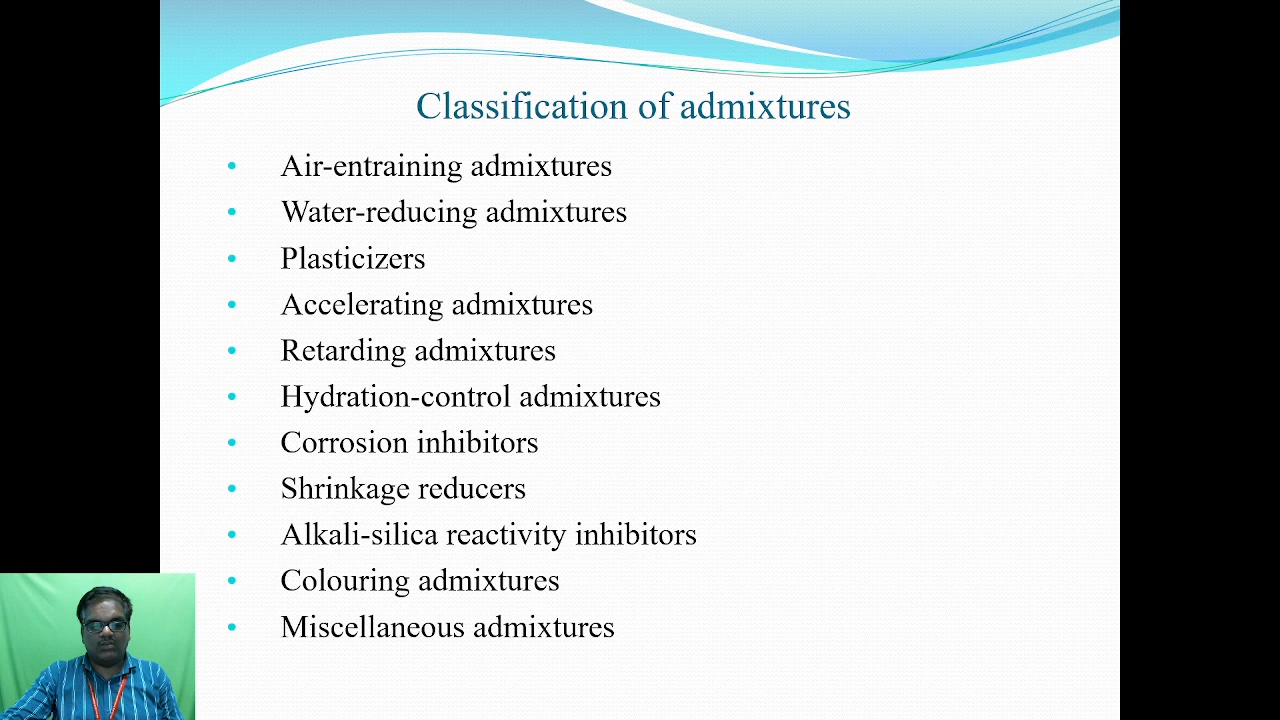 Classification of admixtures
• Air-entraining admixtures
• Water-reducing admixtures
• Plasticizers
• Accelerating admixtures
• Retarding admixtures
• Hydration-control admixtures
• Corrosion inhibitors
• Shrinkage reducers
• Alkali-silica reactivity inhibitors
• Colouring admixtures
• Miscellaneous admixtures